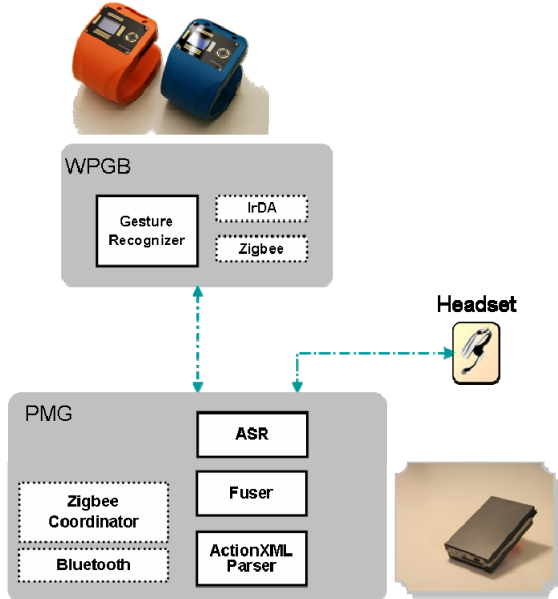 WPGB
Gesture
Recognizer
IrDA
Zigbee
Headset
PMG
ASR
Fuser
ActionXML
Parser
Zigbee
Coordinator
Bluetooth